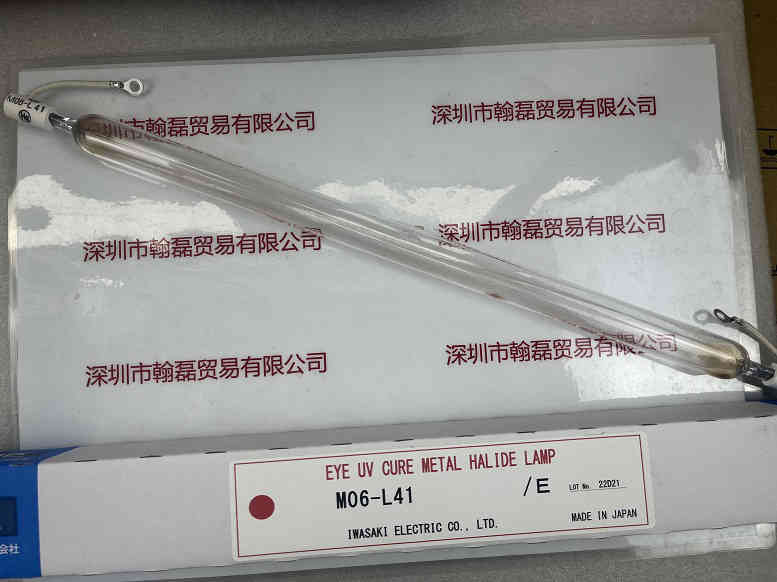 M06-L41
深圳市翰磊贸易有限公司
深圳市翰磊贸易有限公司
深圳市翰磊贸易有限公司
深圳市翰磊贸易有限公司
深圳市翰磊贸易有限公司
深圳市翰磊贸易有限公司
EYE UV CURE METAL HALIDE LAMP
M06-L41 /E LOT No. 22D21
IWASAKI ELECTRIC CO., LTD.
MADE IN JAPAN
会社